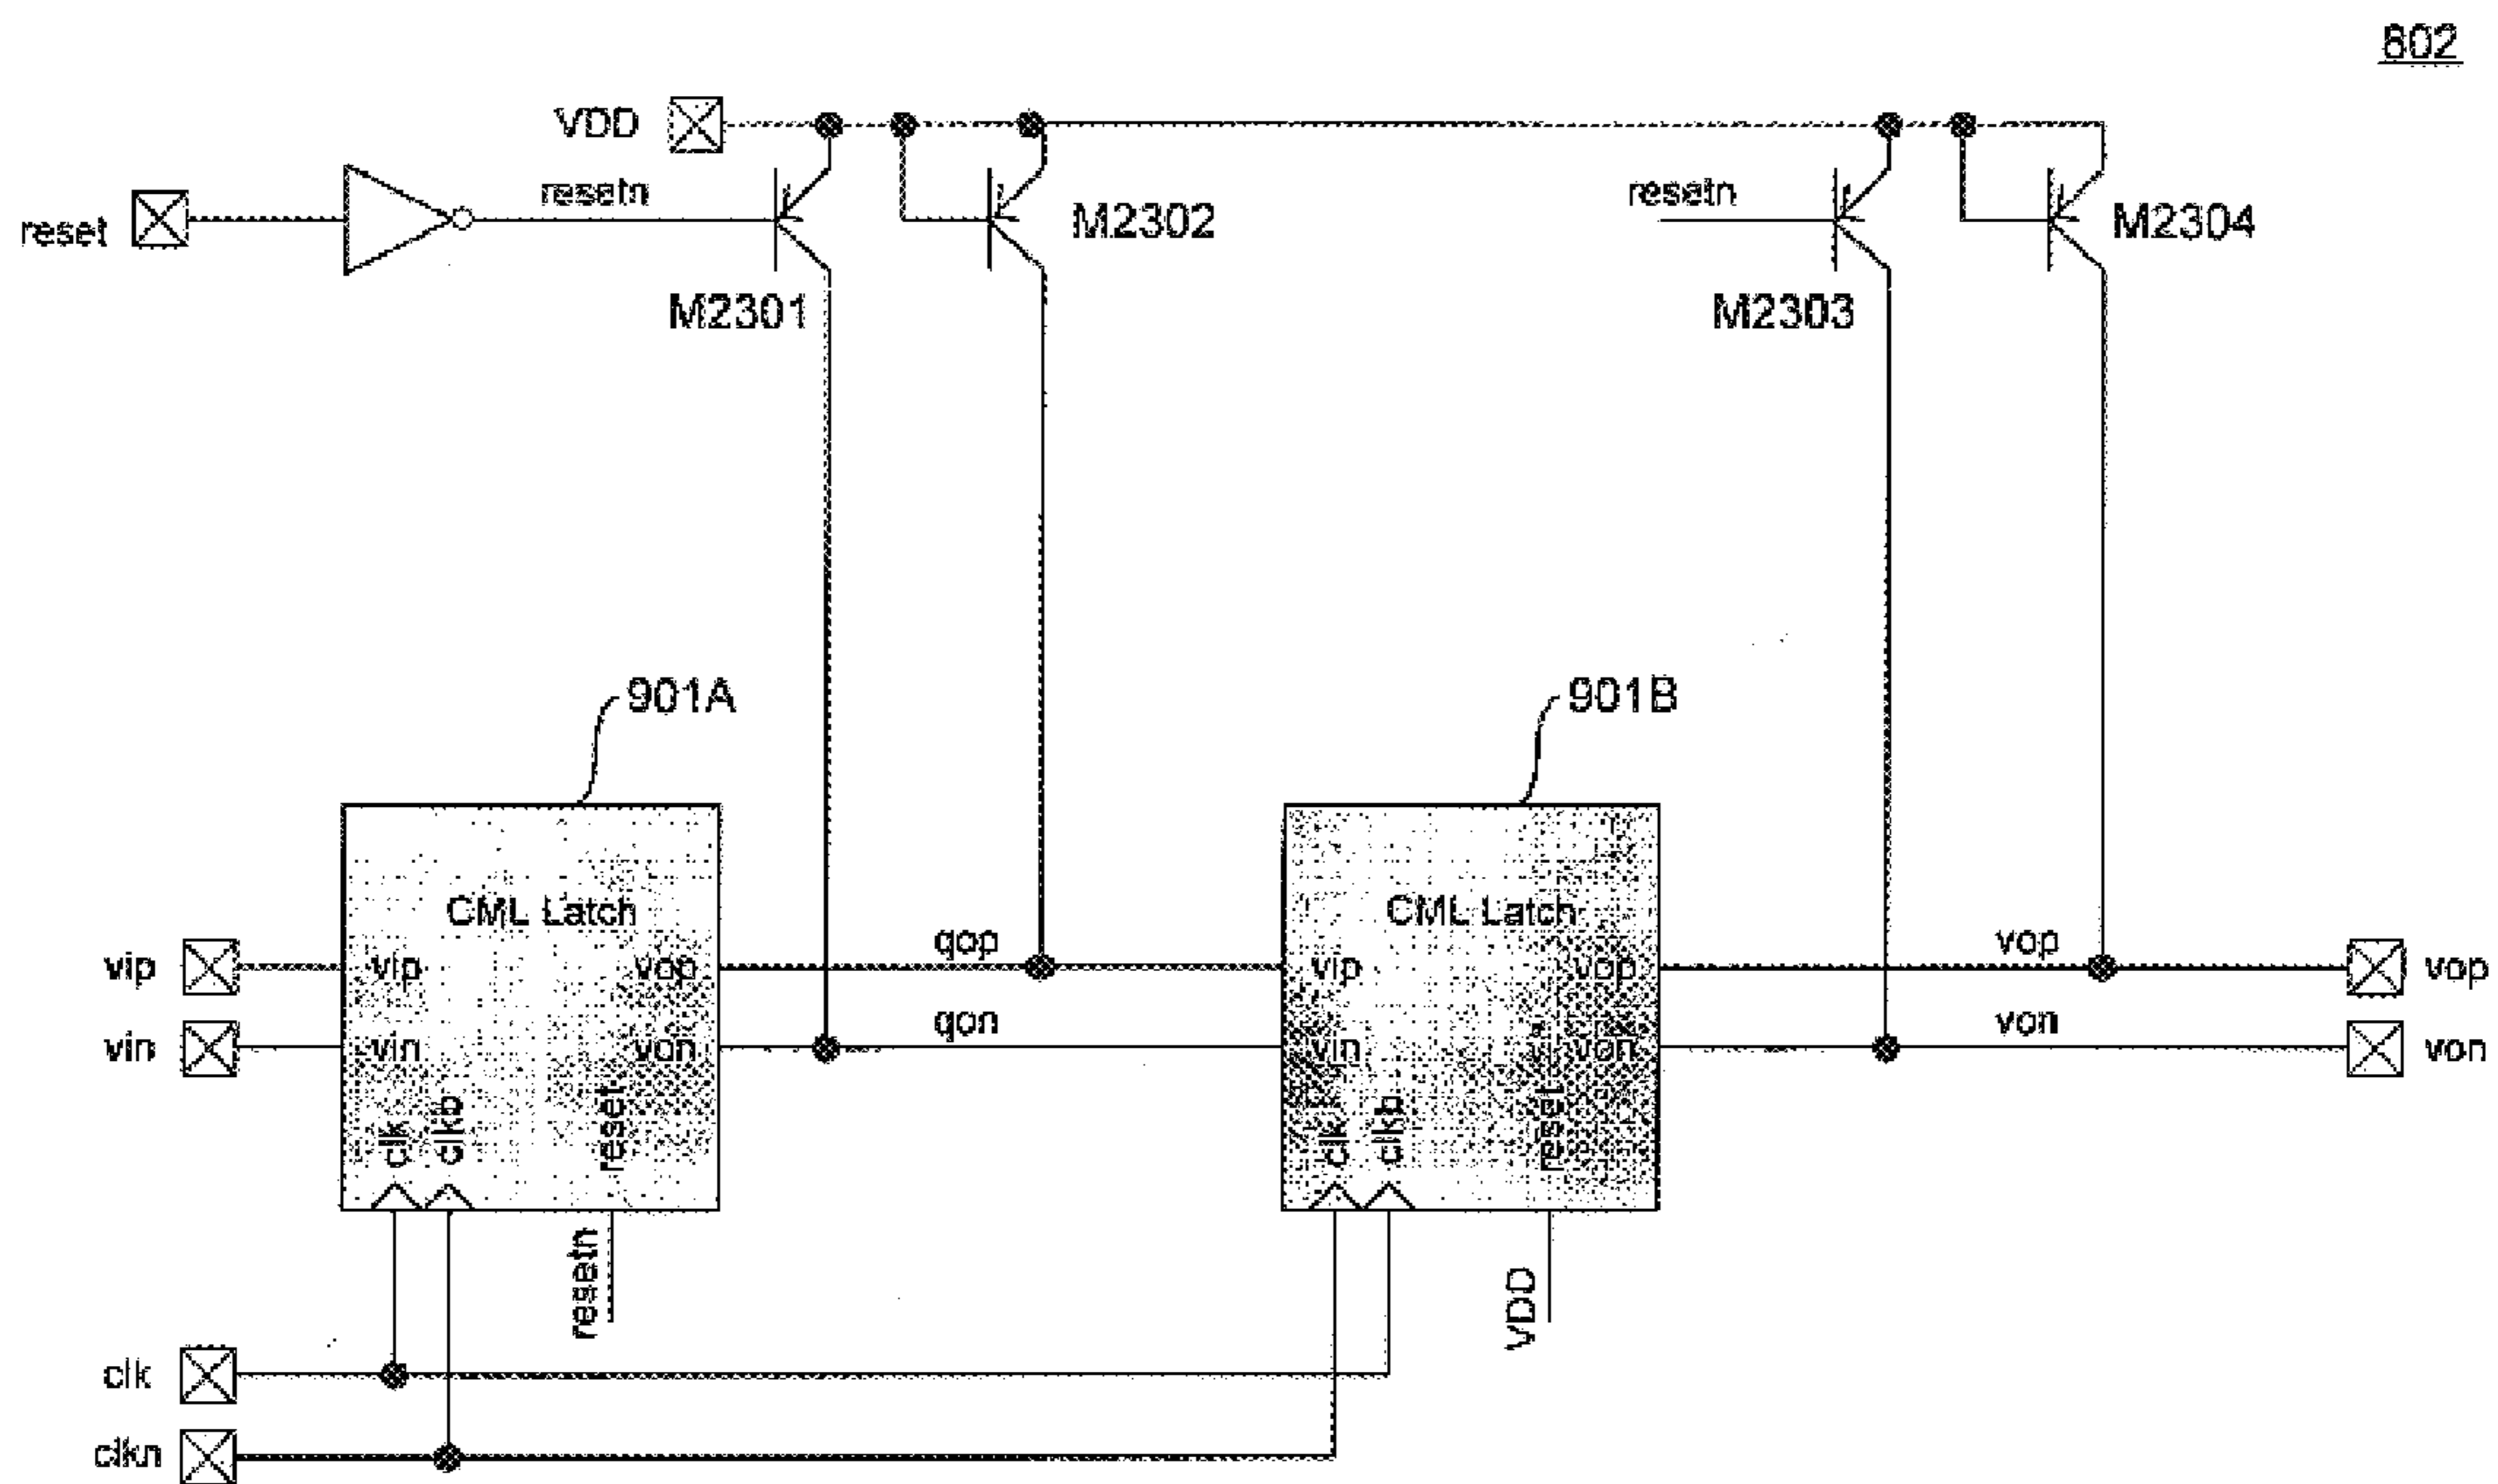 802
VDD
reset
resetn
M2301
M2302
resetn
M2303
M2304
901A
901B
CML Latch
CML Latch
vip
vip
vop
qop
vip
vop
vop
vop
vin
vin
von
qon
vin
von
von
von
clk
clkb
reset
clk
clkb
reset
resetn
VDD
clk
clkn